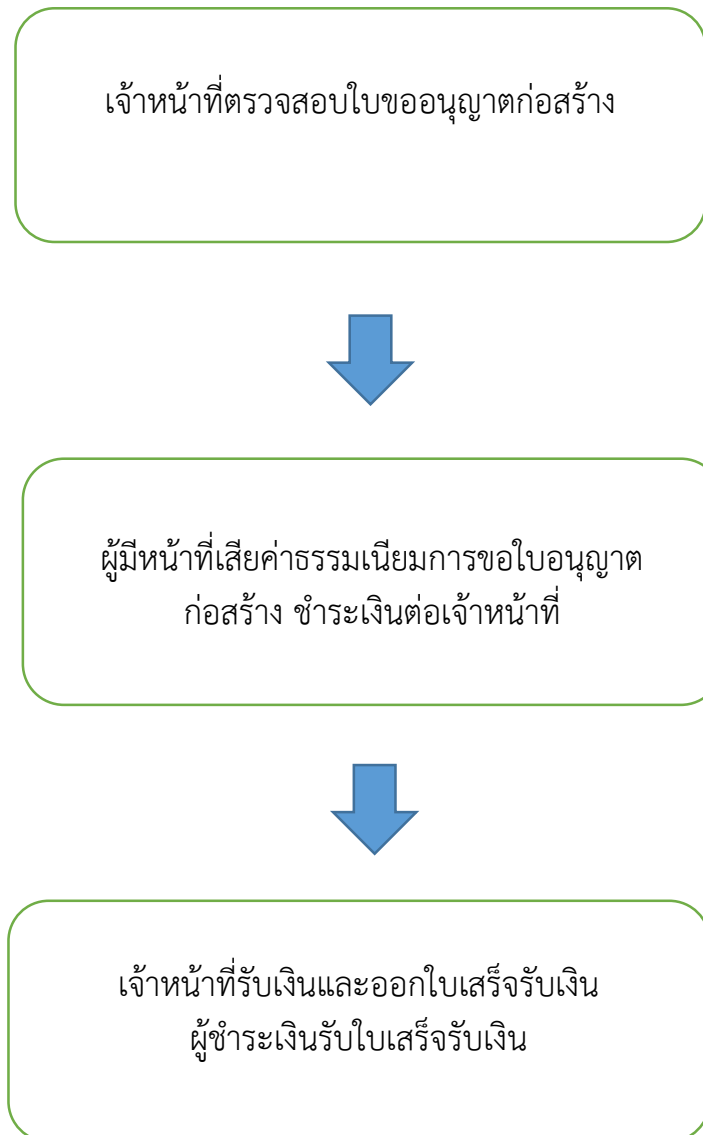 เจ้าหน้าที่ตรวจสอบใบขออนุญาตก่อสร้าง
ผู้มีหน้าที่เสียค่าธรรมเนียมการขอใบอนุญาต
ก่อสร้าง ชำระเงินต่อเจ้าหน้าที่
เจ้าหน้าที่รับเงินและออกใบเสร็จรับเงิน
ผู้ชำระเงินรับใบเสร็จรับเงิน